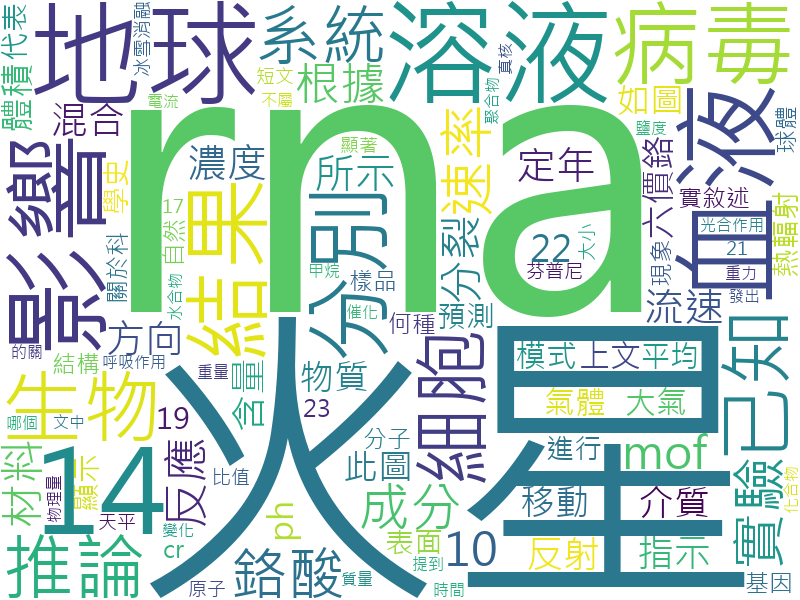 體積代表
冰雪消融
地球
系統
短文
電流
不屬
根據
溶液
聚合物
真核
病毒
鹽度
混合
rna
顯著
如圖
球體
影響
學史
濃度
所示
速率
定年
六價鉻
血液
實敘述
光合作用
熱輻射
關於科
17
自然
結果
分別
分裂
22
大小
現象
21
重力
甲烷
樣品
芬普尼
發出
方向
水合物
催化
何種
預測
流速
的關
結構
呼吸作用
重量
物質
細胞
模式
上文
平均
已知
生物
火星
含量
23
氣體
大氣
哪個
文中
19
分子
材料
14
顯示
反應
比值
此圖
進行
mof
實驗
化合物
物理量
天平
ph
成分
移動
介質
推論
變化
cr
鉻酸
表面
提到
10
反射
指示
原子
質量
時間
基因